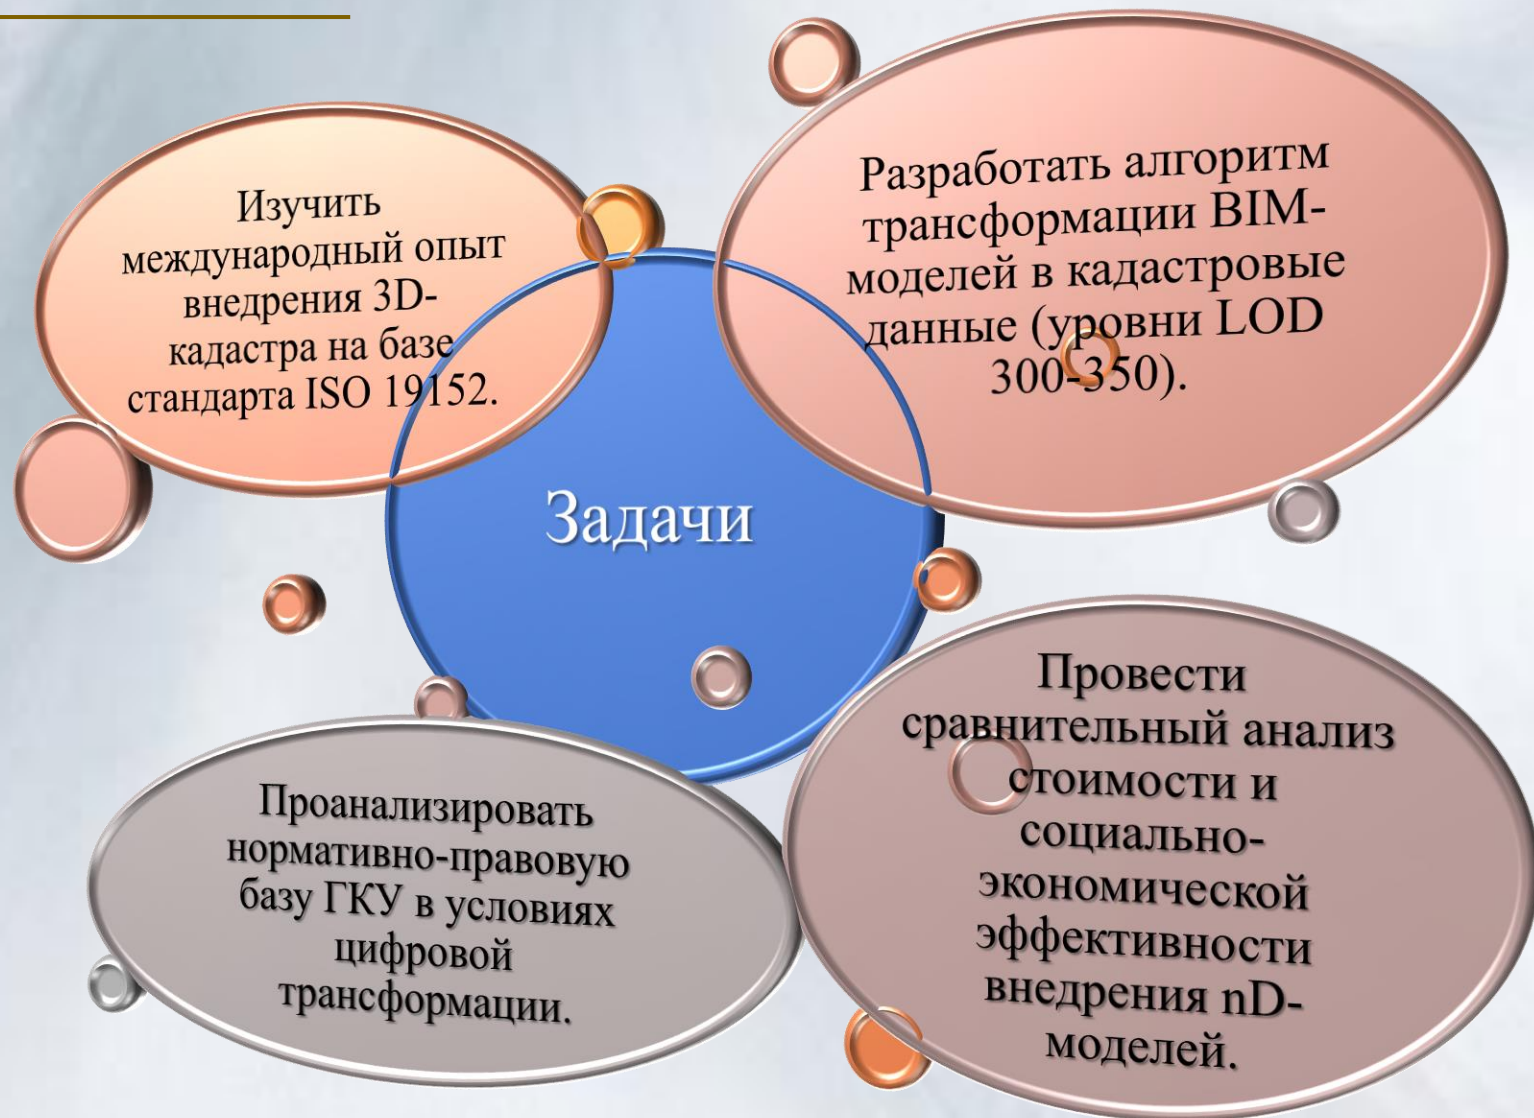 Изучить
международный опыт
внедрения 3D-
кадастра на базе
стандарта ISO 19152.
Разработать алгоритм
трансформации BIM-
моделей в кадастровые
данные (уровни LOD
300-350).
Задачи
Проанализировать
нормативно-правовую
базу ГКУ в условиях
цифровой
трансформации.
Провести
сравнительный анализ
стоимости и
социально-
экономической
эффективности
внедрения nD-
моделей.